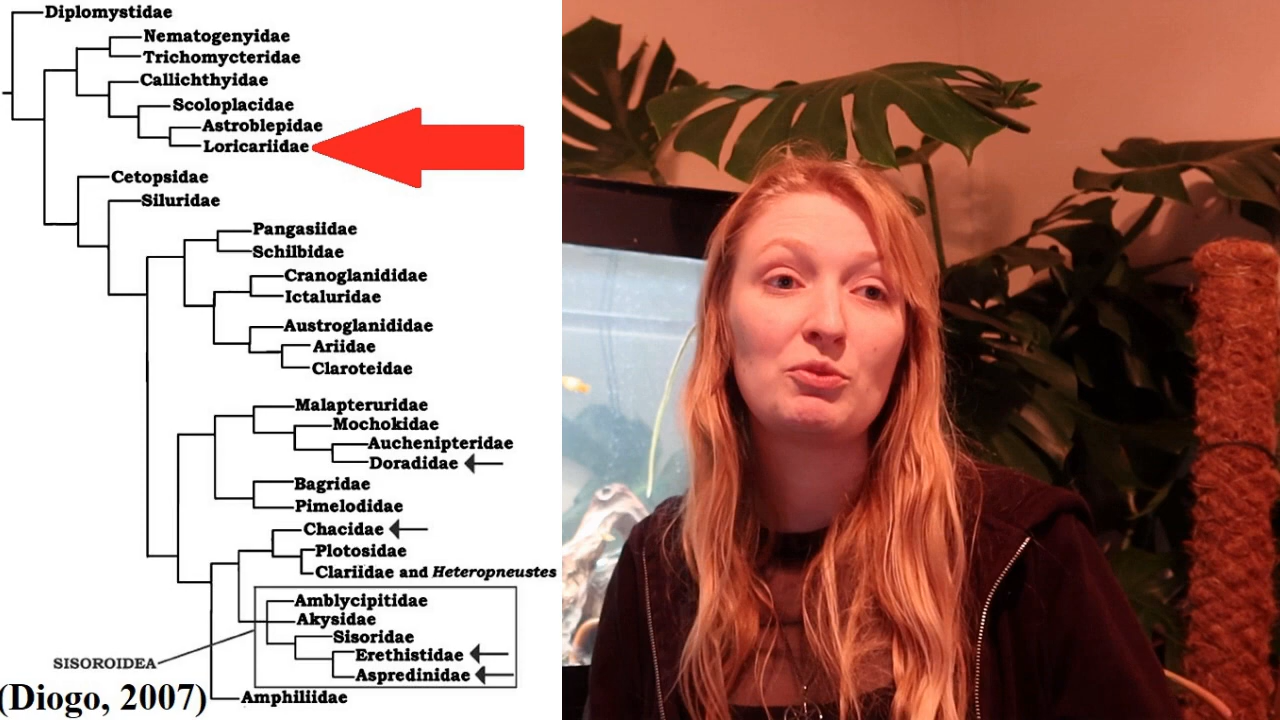 Diplomystidae
Nematogenyidae
Trichomycteridae
Callichthyidae
Scoloplacidae
Astroblepidae
Loricariidae
Cetopsidae
Siluridae
Pangasiidae
Schilbidae
Cranoglanididae
Ictaluridae
Austroglanididae
Ariidae
Claroteidae
Malapteruridae
Mochokidae
Auchenipteridae
Doradidae
Bagridae
Pimelodidae
Chacidae
Plotosidae
Clariidae and Heteropneustes
Amblycipitidae
Akysidae
Sisoridae
Erethistidae
SISOROIDEA
Aspredinidae
(Diogo, 2007)
Amphiliidae